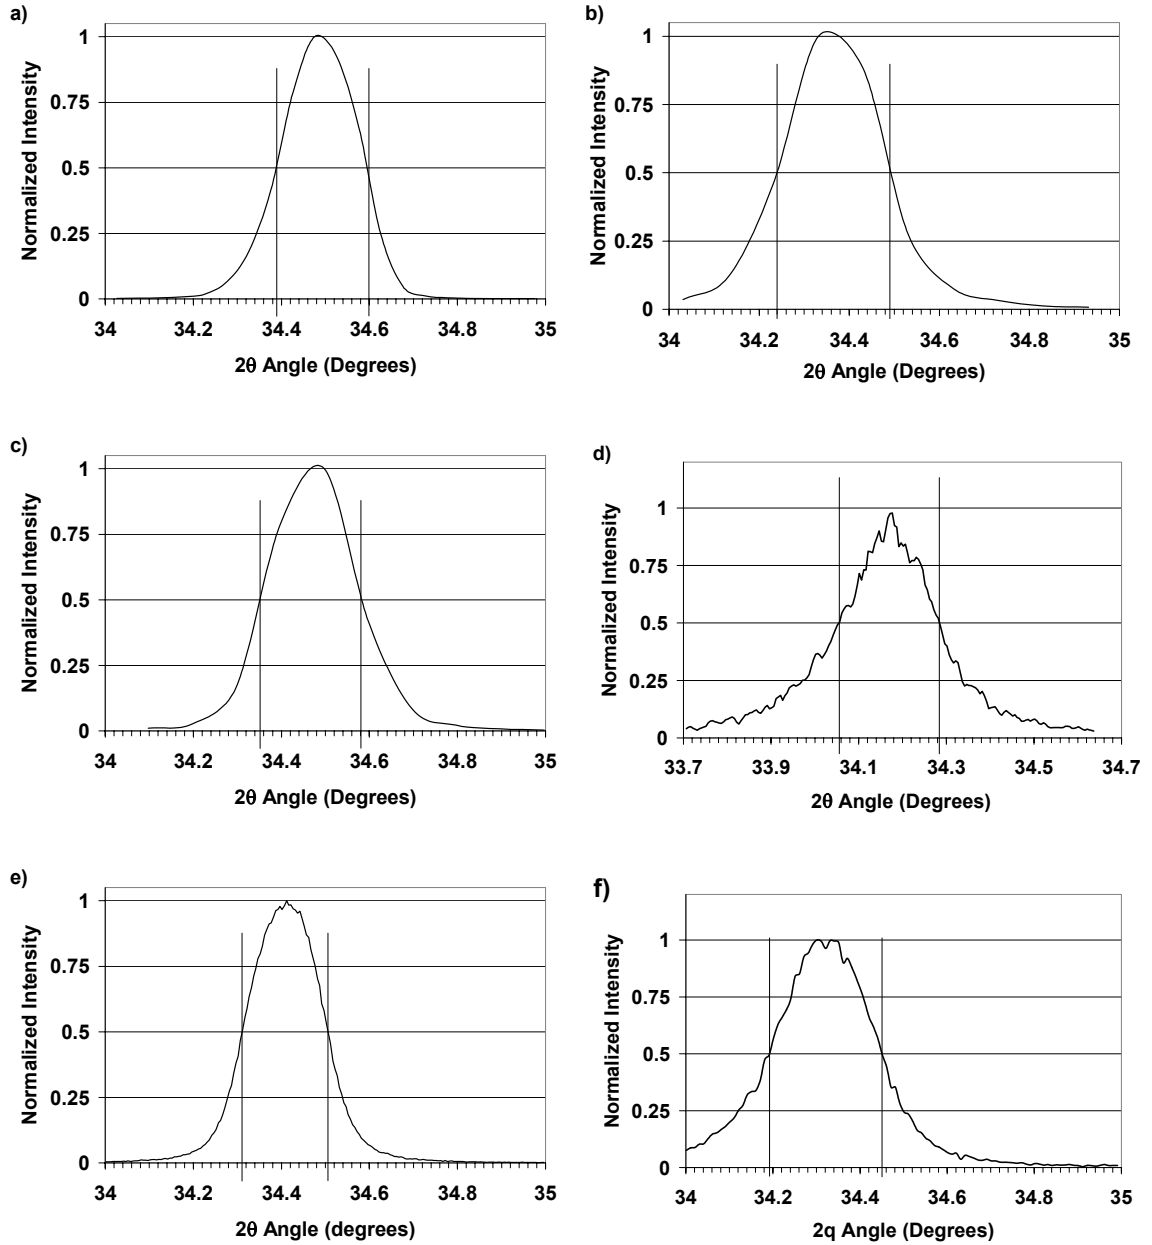 a)
Normalized Intensity
1
0.75
0.5
0.25
0
34 34.2 34.4 34.6 34.8 35
2θ Angle (Degrees)
b)
Normalized Intensity
1
0.75
0.5
0.25
0
34 34.2 34.4 34.6 34.8 35
2θ Angle (Degrees)
c)
Normalized Intensity
1
0.75
0.5
0.25
0
34 34.2 34.4 34.6 34.8 35
2θ Angle (Degrees)
d)
Normalized Intensity
1
0.75
0.5
0.25
0
33.7 33.9 34.1 34.3 34.5 34.7
2θ Angle (Degrees)
e)
Normalized Intensity
1
0.75
0.5
0.25
0
34 34.2 34.4 34.6 34.8 35
2θ Angle (degrees)
f)
Normalized Intensity
1
0.75
0.5
0.25
0
34 34.2 34.4 34.6 34.8 35
2q Angle (Degrees)